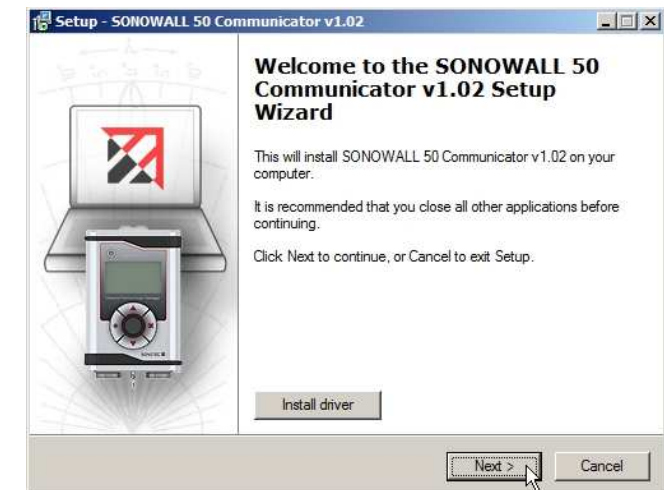 Setup - SONOWALL 50 Communicator v1.02
Welcome to the SONOWALL 50
Communicator v1.02 Setup
Wizard
This will install SONOWALL 50 Communicator v1.02 on your
computer.
It is recommended that you close all other applications before
continuing.
Click Next to continue, or Cancel to exit Setup.
SONOTEC
Install driver
Next >
Cancel